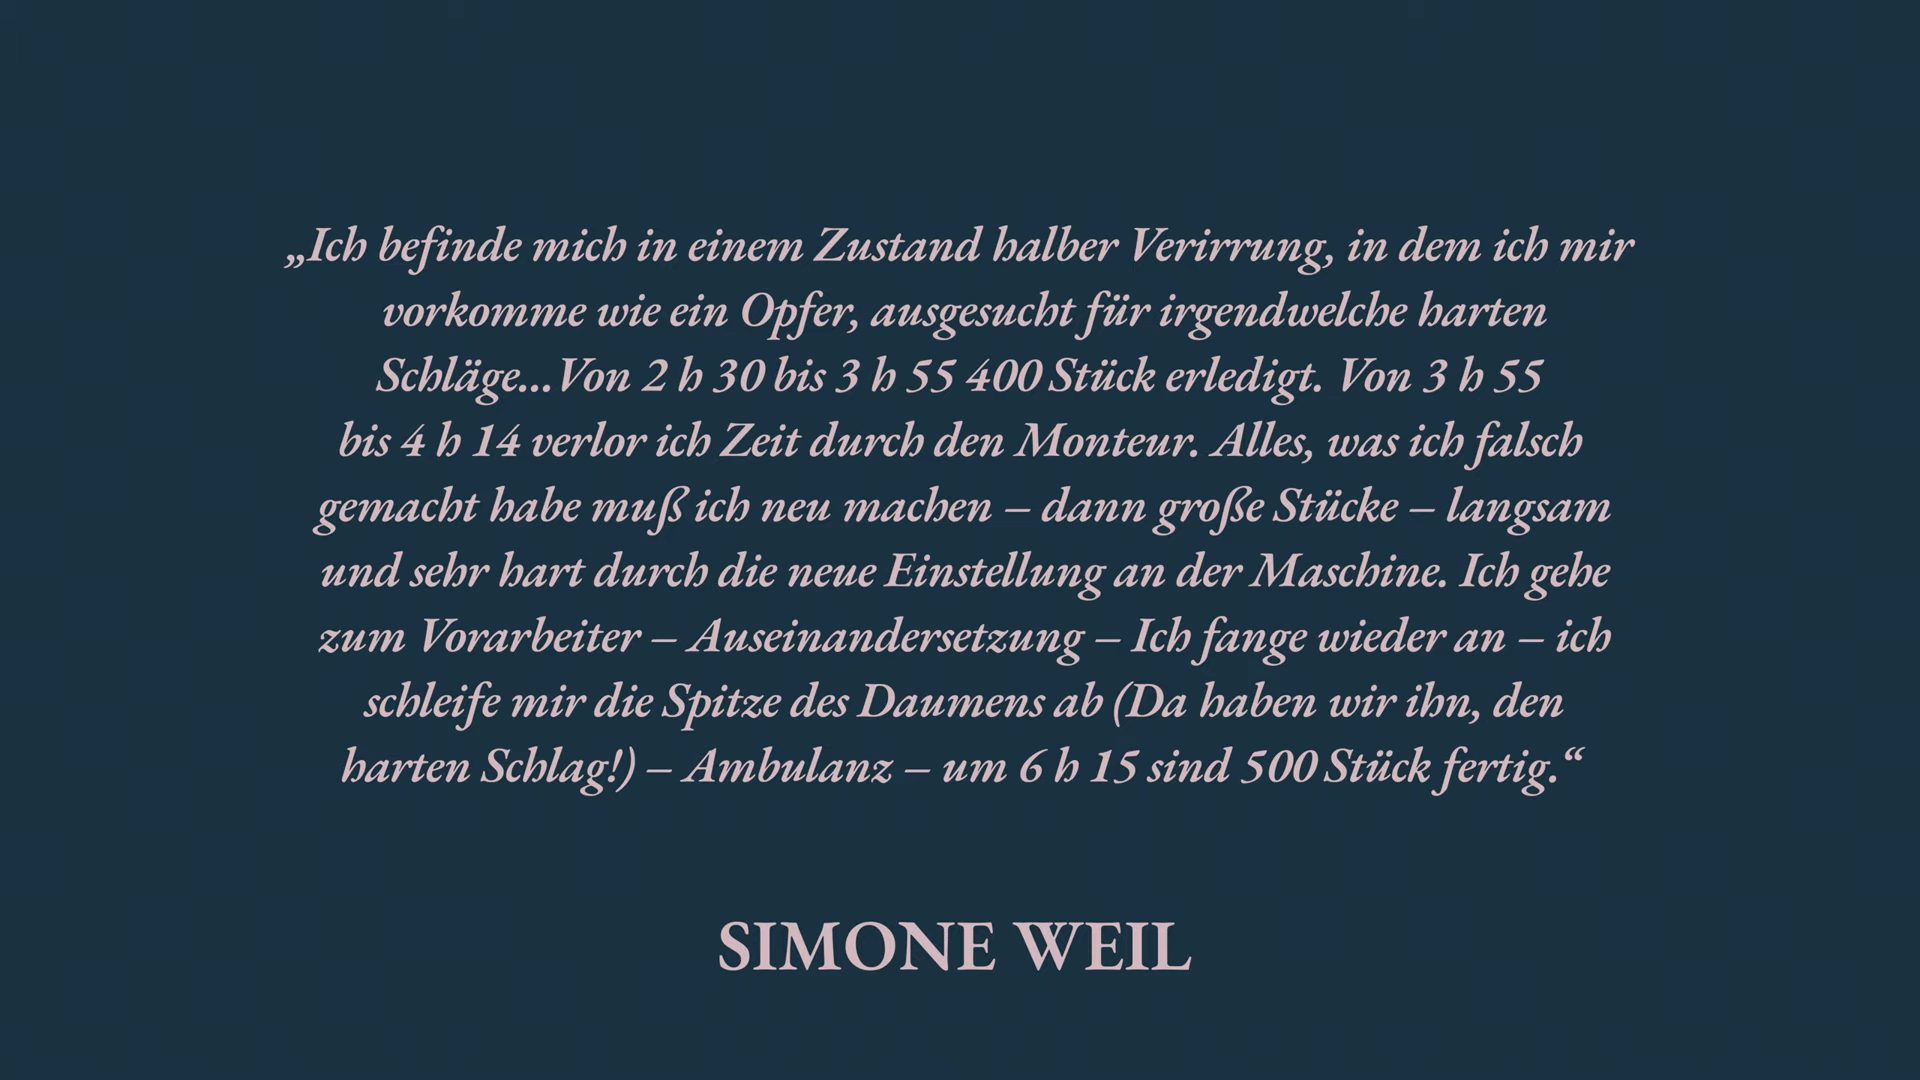 „Ich befinde mich in einem Zustand halber Verirrung, in dem ich mir
vorkomme wie ein Opfer, ausgesucht für irgendwelche harten
Schläge...Von 2 h 30 bis 3 h 55 400 Stück erledigt. Von 3 h 55
bis 4 h 14 verlor ich Zeit durch den Monteur. Alles, was ich falsch
gemacht habe muß ich neu machen – dann große Stücke – langsam
und sehr hart durch die neue Einstellung an der Maschine. Ich gehe
zum Vorarbeiter – Auseinandersetzung – Ich fange wieder an – ich
schleife mir die Spitze des Daumens ab (Da haben wir ihn, den
harten Schlag!) – Ambulanz – um 6 h 15 sind 500 Stück fertig.“
SIMONE WEIL